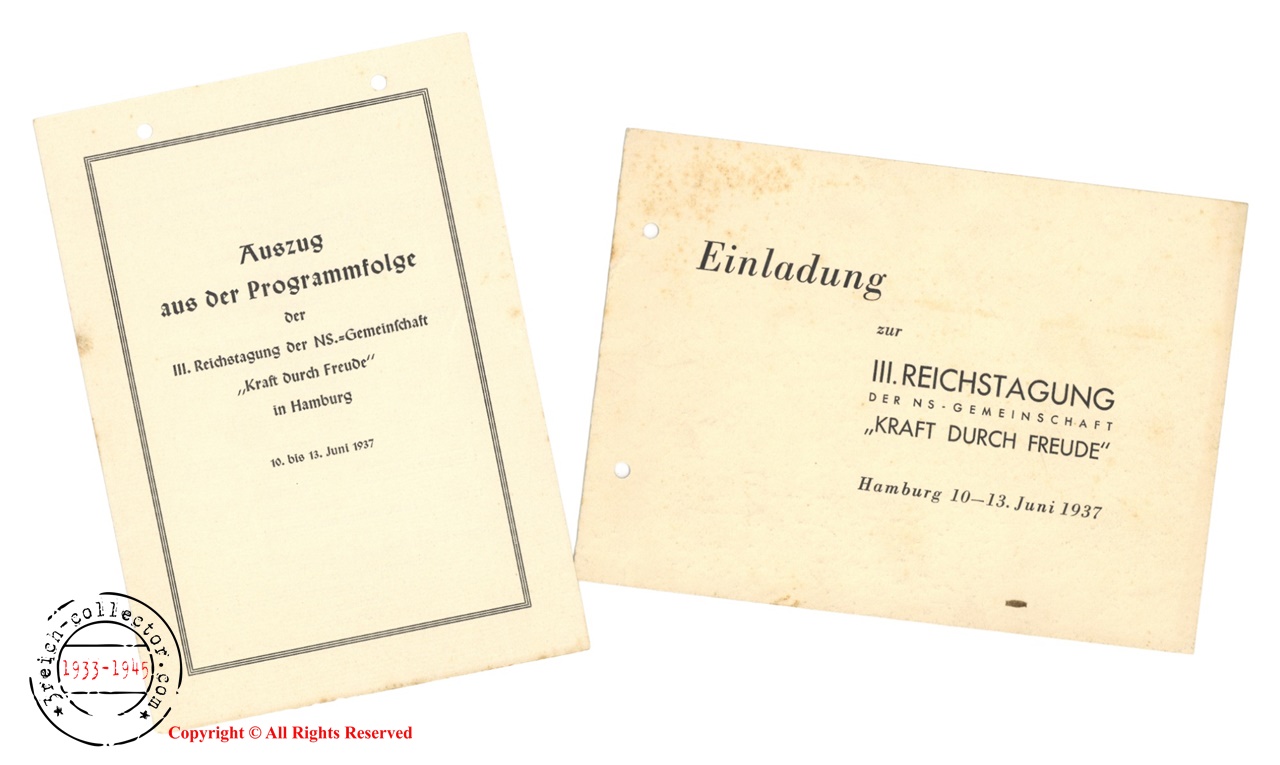 Auszug
aus der Programmfolge
der
III. Reichstagung der NS.=Gemeinſchaft
„Kraft durch Freude“
in Hamburg
10. bis 13. Juni 1937
Einladung
zur
III. REICHSTAGUNG
DER NS-GEMEINSCHAFT
„KRAFT DURCH FREUDE“
Hamburg 10—13. Juni 1937
3reich-collector.com
1933-1945
Copyright © All Rights Reserved